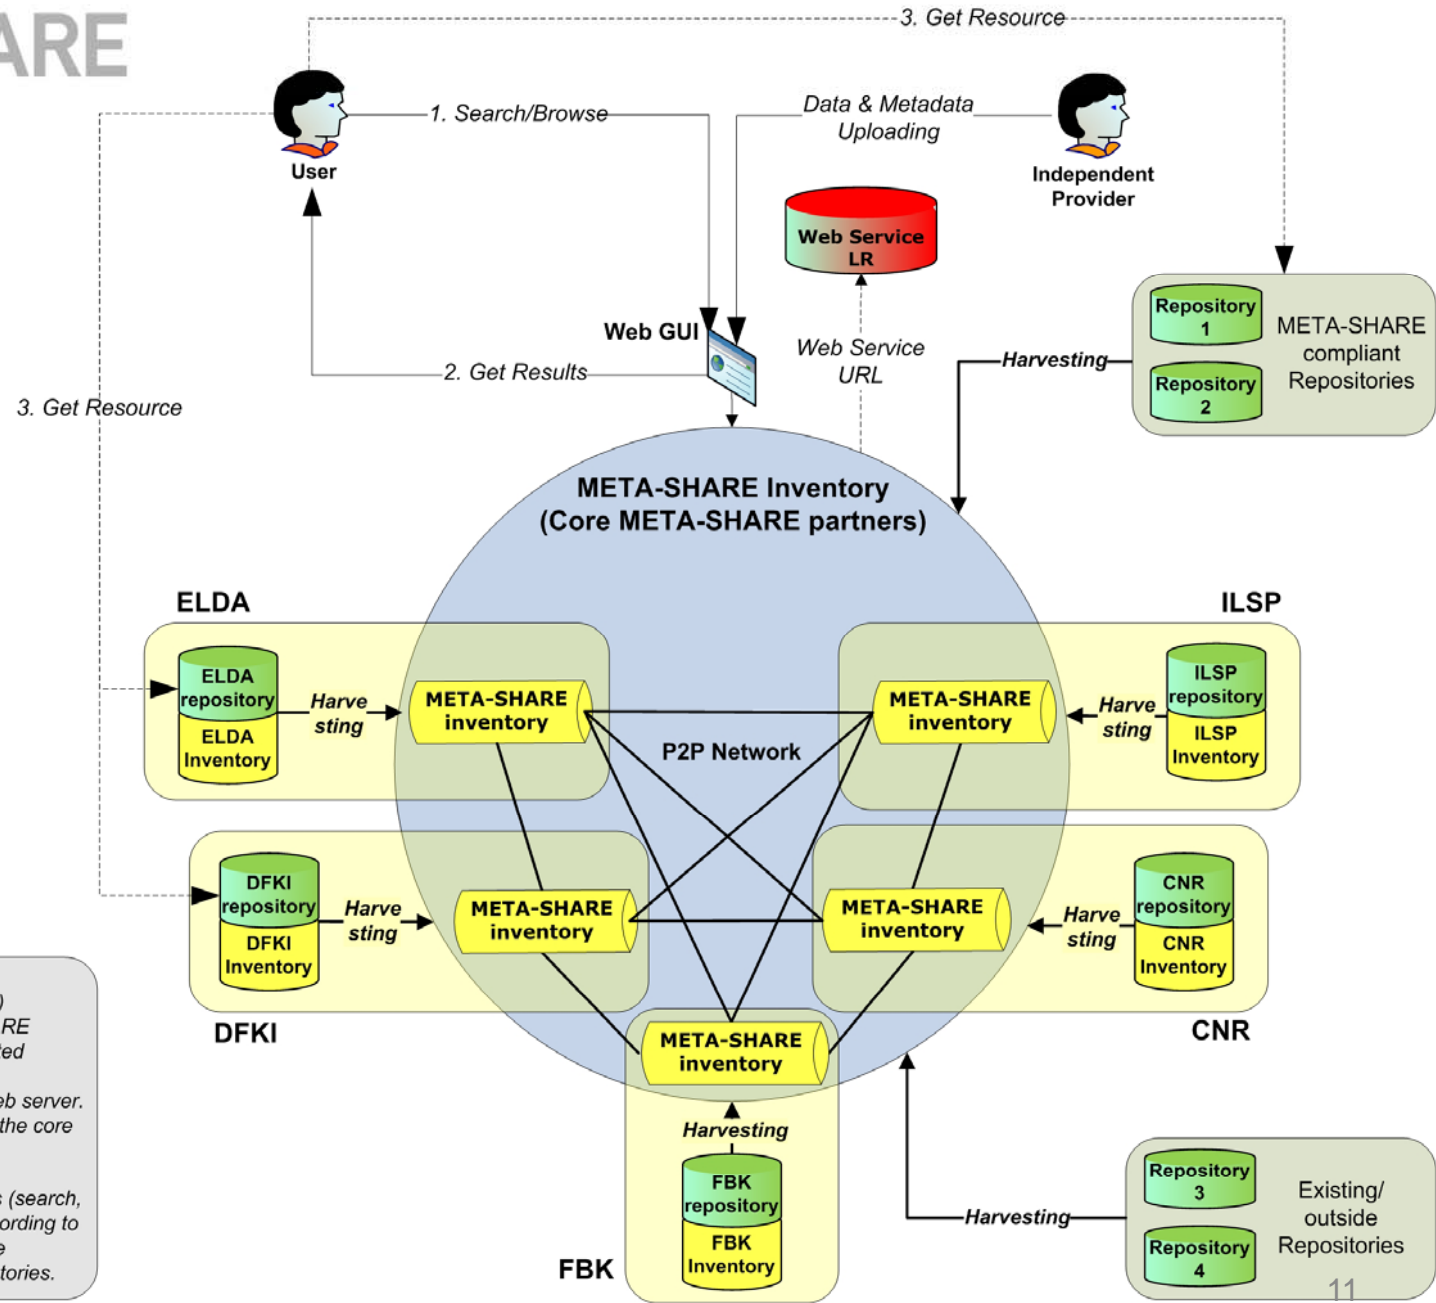 ARE
3. Get Resource
1. Search/Browse
Data & Metadata
Uploading
User
Independent
Provider
Web Service
LR
Web GUI
2. Get Results
Web Service
URL
Harvesting
Repository
1
Repository
2
META-SHARE
compliant
Repositories
3. Get Resource
META-SHARE Inventory
(Core META-SHARE partners)
ELDA
ILSP
ELDA
repository
ELDA
Inventory
Harve
sting
META-SHARE
inventory
P2P Network
META-SHARE
inventory
Harve
sting
ILSP
repository
ILSP
Inventory
DFKI
repository
DFKI
Inventory
Harve
sting
META-SHARE
inventory
META-SHARE
inventory
Harve
sting
CNR
repository
CNR
Inventory
DFKI
CNR
META-SHARE
inventory
Harvesting
FBK
repository
FBK
Inventory
FBK
Harvesting
Repository
3
Repository
4
Existing/
outside
Repositories
)
RE
ted
eb server.
the core
s (search,
cording to
e
tories.
11